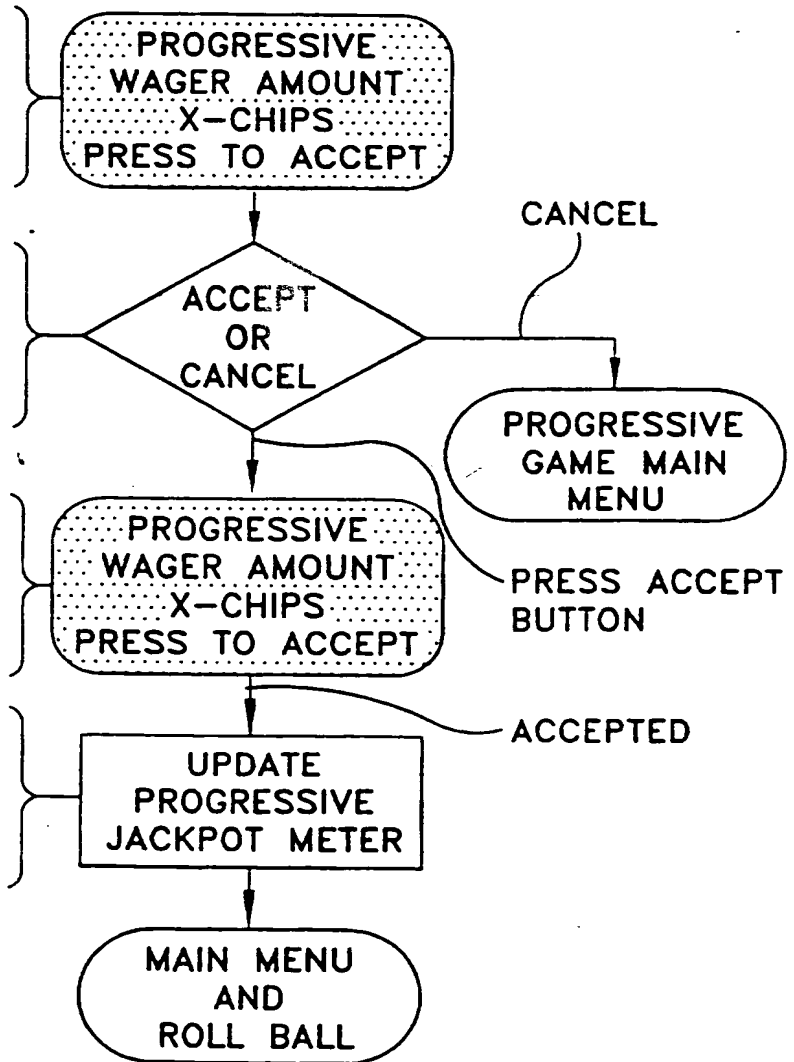 PROGRESSIVE
WAGER AMOUNT
X-CHIPS
PRESS TO ACCEPT
CANCEL
ACCEPT
OR
CANCEL
PROGRESSIVE
GAME MAIN
MENU
PROGRESSIVE
WAGER AMOUNT
X-CHIPS
PRESS TO ACCEPT
PRESS ACCEPT
BUTTON
ACCEPTED
UPDATE
PROGRESSIVE
JACKPOT METER
MAIN MENU
AND
ROLL BALL